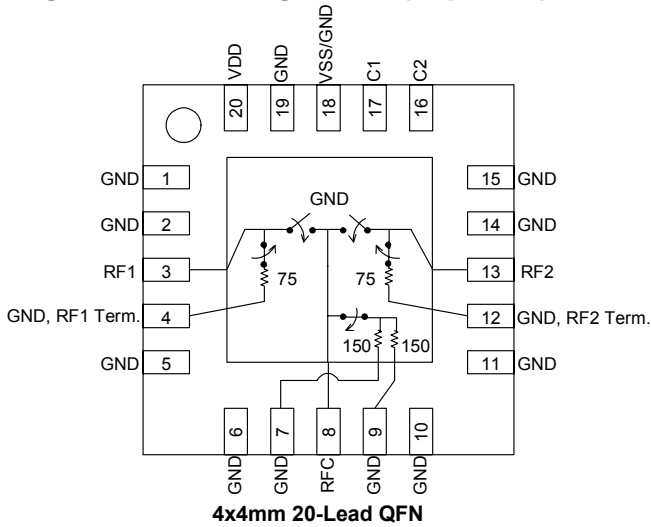 VDD
GND
VSS/GND
C1
C2
20
19
18
17
16
GND 1
15 GND
GND
GND 2
14 GND
RF1 3
13 RF2
75
75
GND, RF1 Term. 4
12 GND, RF2 Term.
150
150
GND 5
11 GND
6
7
8
9
10
GND
GND
RFC
GND
GND
4x4mm 20-Lead QFN